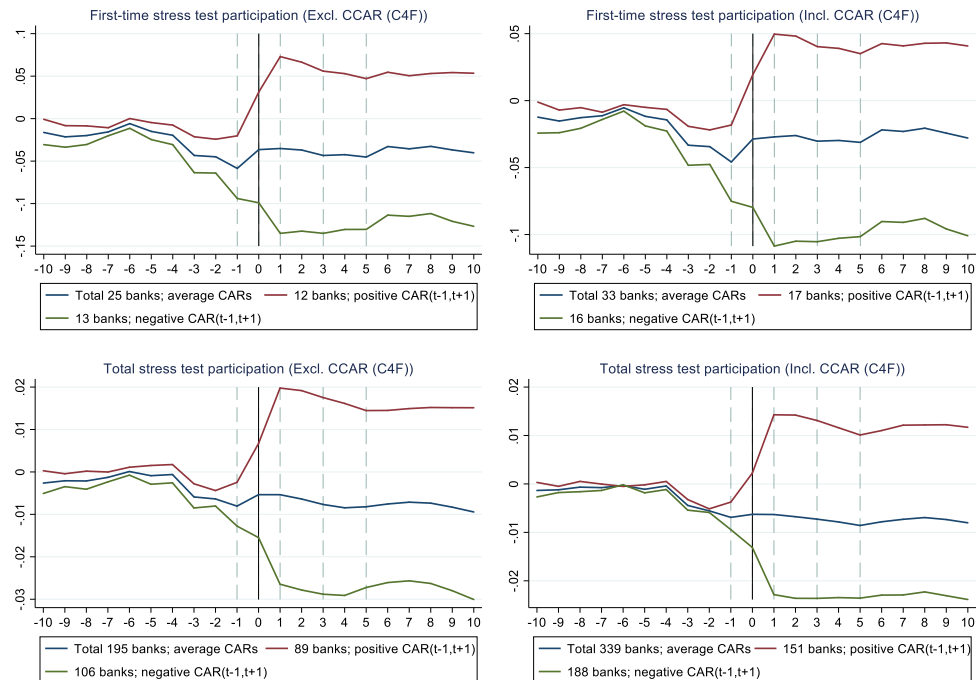 First-time stress test participation (Excl. CCAR (C4F))
.1
.05
0
-.05
-.1
-.15
-10 -9 -8 -7 -6 -5 -4 -3 -2 -1 0 1 2 3 4 5 6 7 8 9 10
Total 25 banks; average CARs
12 banks; positive CAR(t-1,t+1)
13 banks; negative CAR(t-1,t+1)
First-time stress test participation (Incl. CCAR (C4F))
.05
0
-.05
-.1
-10 -9 -8 -7 -6 -5 -4 -3 -2 -1 0 1 2 3 4 5 6 7 8 9 10
Total 33 banks; average CARs
17 banks; positive CAR(t-1,t+1)
16 banks; negative CAR(t-1,t+1)
Total stress test participation (Excl. CCAR (C4F))
.02
.01
0
-.01
-.02
-.03
-10 -9 -8 -7 -6 -5 -4 -3 -2 -1 0 1 2 3 4 5 6 7 8 9 10
Total 195 banks; average CARs
89 banks; positive CAR(t-1,t+1)
106 banks; negative CAR(t-1,t+1)
Total stress test participation (Incl. CCAR (C4F))
.02
.01
0
-.01
-.02
-10 -9 -8 -7 -6 -5 -4 -3 -2 -1 0 1 2 3 4 5 6 7 8 9 10
Total 339 banks; average CARs
151 banks; positive CAR(t-1,t+1)
188 banks; negative CAR(t-1,t+1)